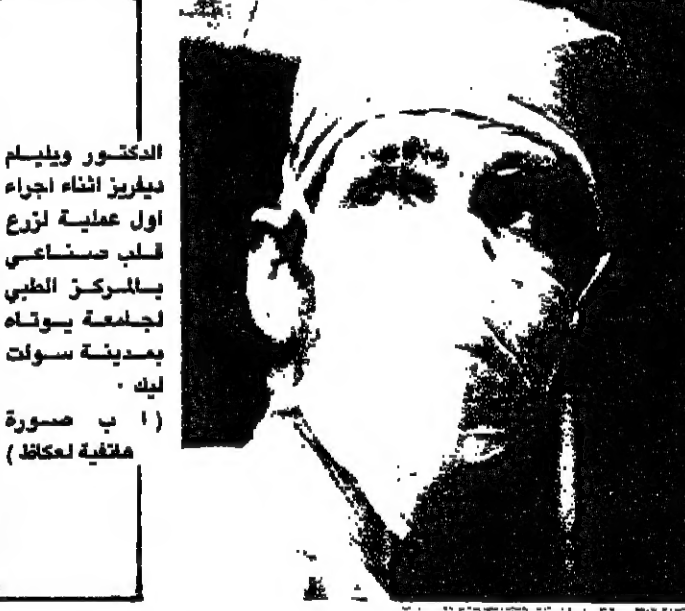 الدكتور ويليام
ديفريز اثناء اجراء
اول عملية لزرع
قلب صناعي
بالمركز الطبي
لجامعة يوتاه
بمدينة سولت
ليك .
( ا ب صورة
هاتفية لعكاظ )